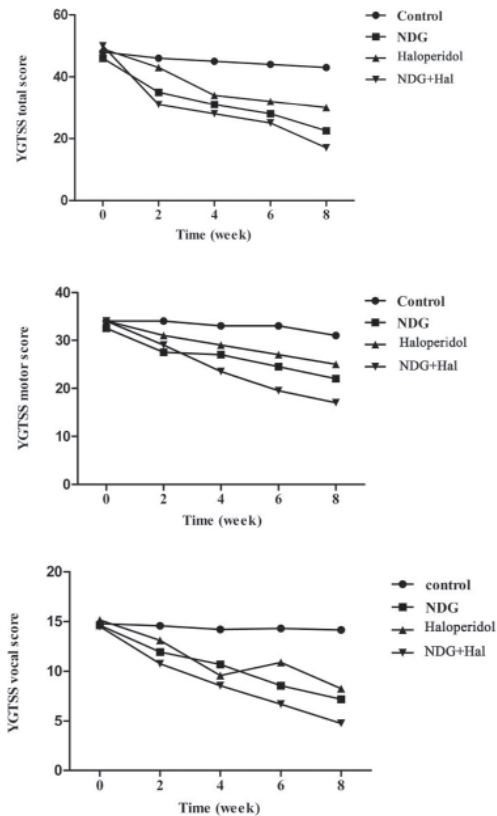 YGTSS total score
60
40
20
0
0 2 4 6 8
Time (week)
Control
NDG
Haloperidol
NDG+Hal
YGTSS motor score
40
30
20
10
0
0 2 4 6 8
Time (week)
Control
NDG
Haloperidol
NDG+Hal
YGTSS vocal score
20
15
10
5
0
0 2 4 6 8
Time (week)
control
NDG
Haloperidol
NDG+Hal